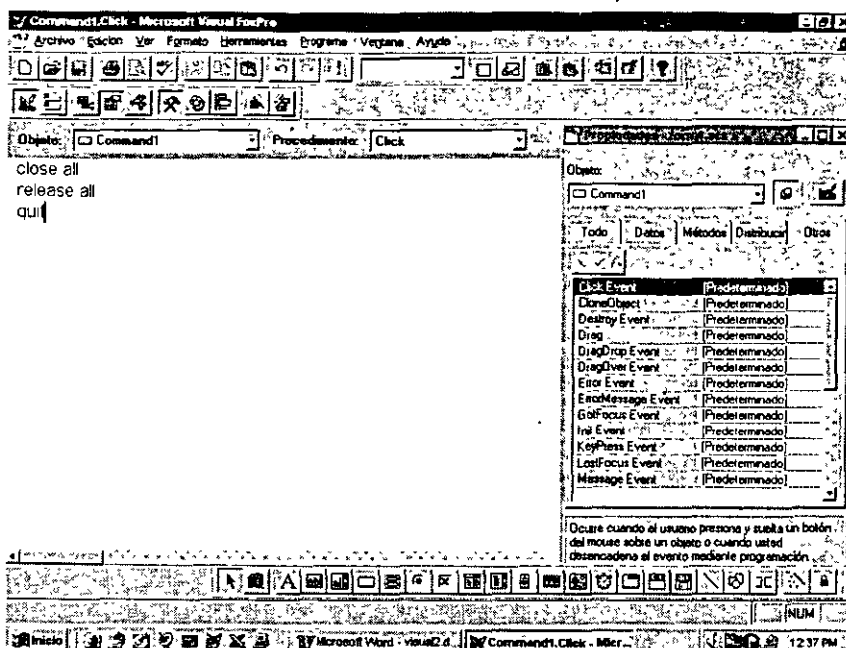 Command1.Click - Microsoft Visual FoxPro
Archivo Edición Ver Formato Herramientas Programa Ventana Ayuda
Objeto: Command1 Procedimiento: Click
close all
release all
quit
Objeto:
Command1
Todo Datos Métodos Distribucir Otros
Click Event [Predeterminado]
CloneObject [Predeterminado]
Destroy Event [Predeterminado]
Drag [Predeterminado]
DragDrop Event [Predeterminado]
DragOver Event [Predeterminado]
Error Event [Predeterminado]
ErrorMessage Event [Predeterminado]
GotFocus Event [Predeterminado]
Init Event [Predeterminado]
KeyPress Event [Predeterminado]
LostFocus Event [Predeterminado]
Message Event [Predeterminado]
Ocurre cuando el usuario presiona y suelta un botón
del mouse sobre un objeto o cuando usted
desencadena el evento mediante programación
NUM
Inicio Microsoft Word - visual2.d Command1.Click - Micr... 12:37 PM